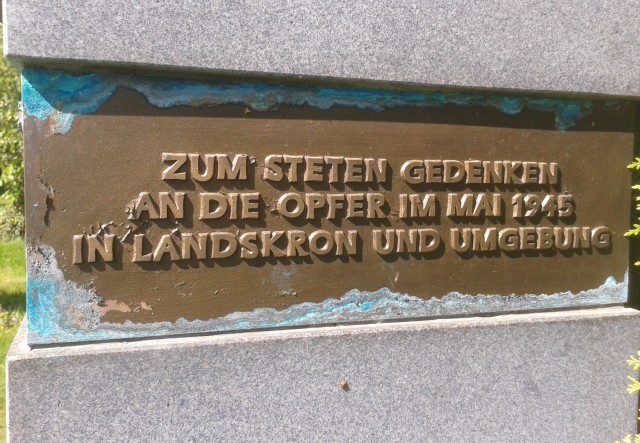 ZUM STETEN GEDENKEN
AN DIE OPFER IM MAI 1945
IN LANDSKRON UND UMGEBUNG